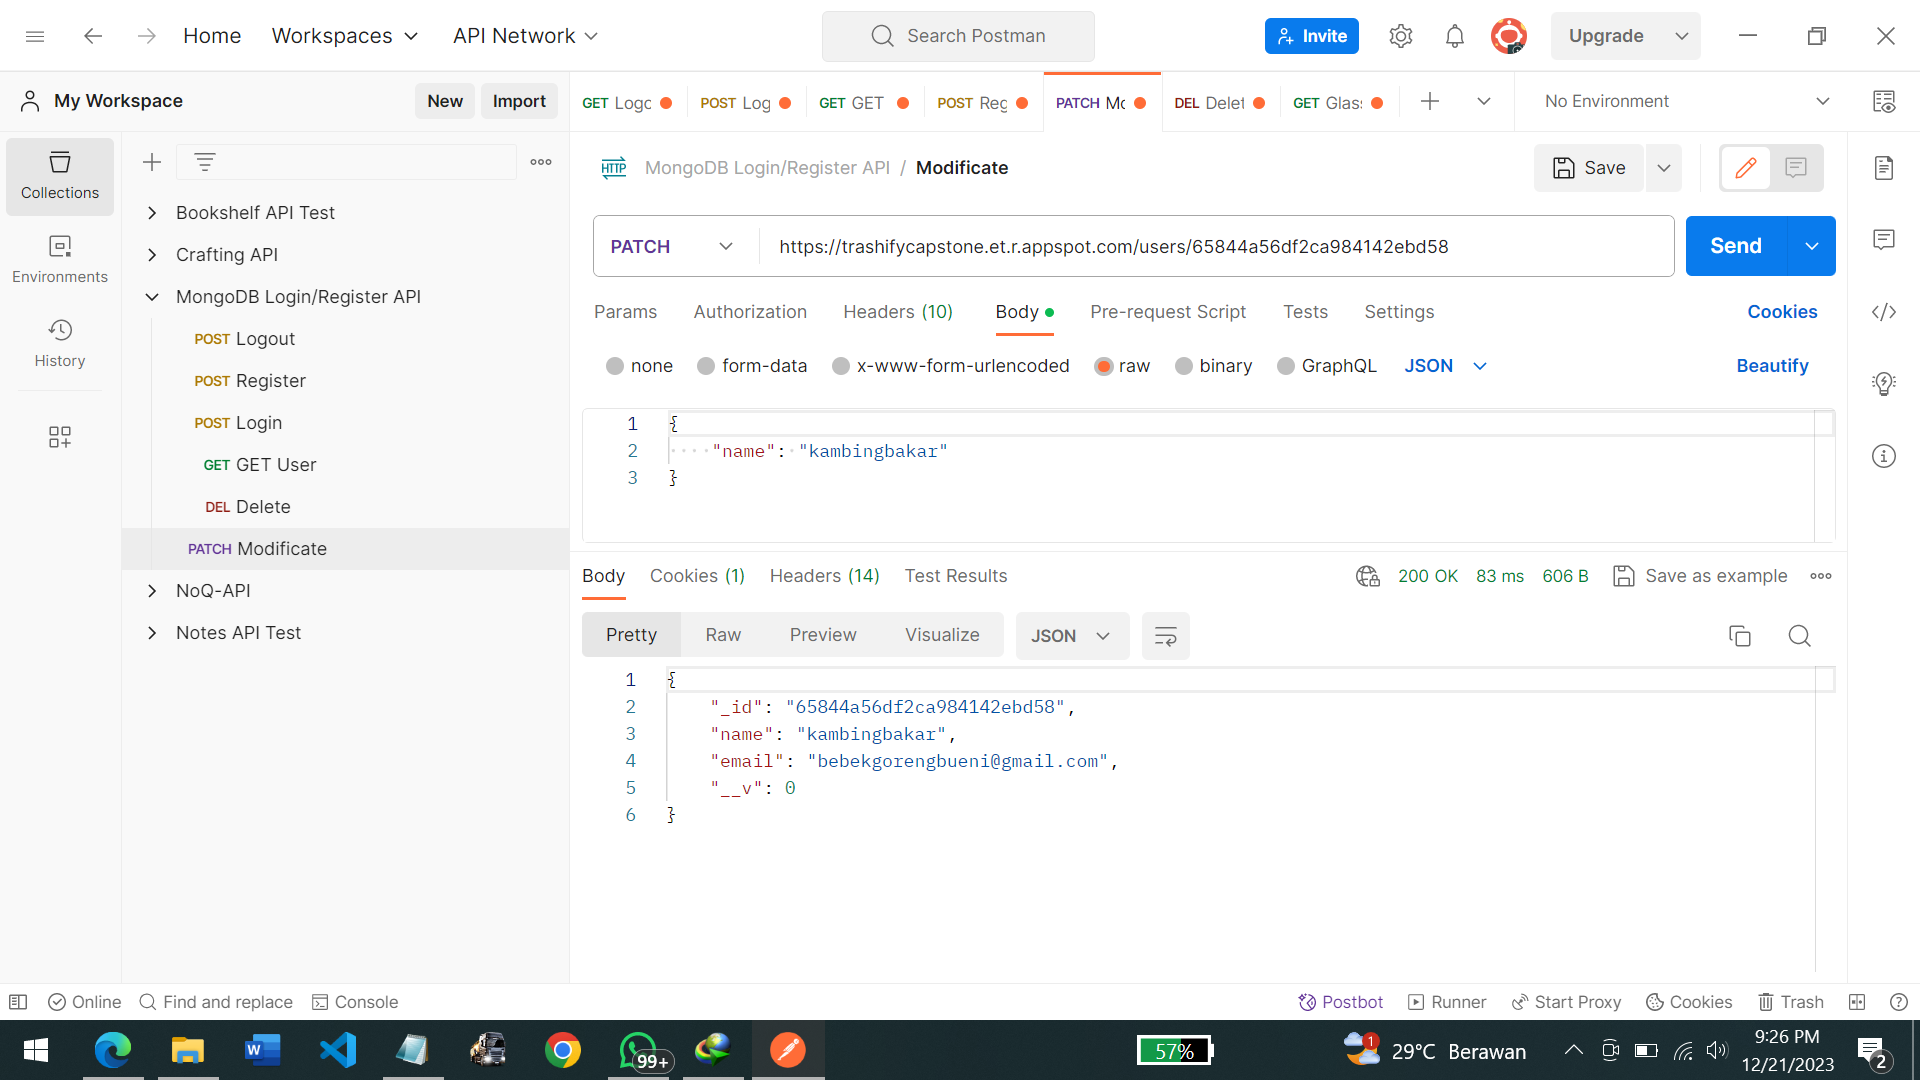 Home Workspaces API Network Search Postman Invite Upgrade
My Workspace New Import GET Logo POST Log GET GET POST Reg PATCH Mo DEL Delet GET Glas No Environment
Collections
Environments
History
Bookshelf API Test
Crafting API
MongoDB Login/Register API
POST Logout
POST Register
POST Login
GET GET User
DEL Delete
PATCH Modificate
NoQ-API
Notes API Test
HTTP MongoDB Login/Register API / Modificate Save
PATCH https://trashifycapstone.et.r.appspot.com/users/65844a56df2ca984142ebd58 Send
Params Authorization Headers (10) Body Pre-request Script Tests Settings Cookies
none form-data x-www-form-urlencoded raw binary GraphQL JSON Beautify
1 {
2 "name": "kambingbakar"
3 }
Body Cookies (1) Headers (14) Test Results 200 OK 83 ms 606 B Save as example
Pretty Raw Preview Visualize JSON
1 {
2 "_id": "65844a56df2ca984142ebd58",
3 "name": "kambingbakar",
4 "email": "bebekgorengbueni@gmail.com",
5 "__v": 0
6 }
Online Find and replace Console Postbot Runner Start Proxy Cookies Trash
99+ 57% 1 29°C Berawan 9:26 PM
12/21/2023 2